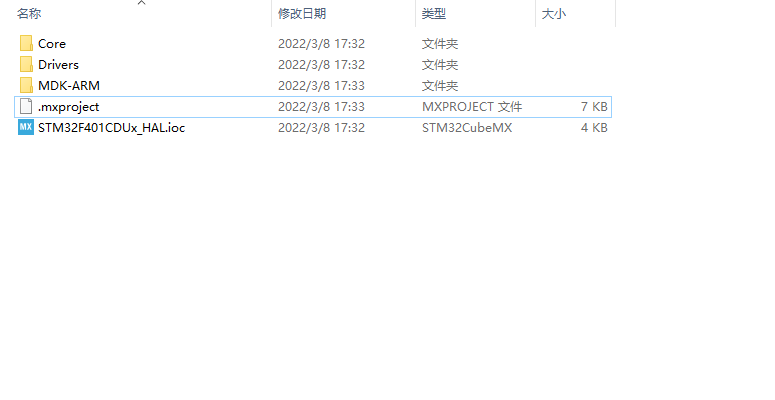 名称 修改日期 类型 大小
Core 2022/3/8 17:32 文件夹
Drivers 2022/3/8 17:32 文件夹
MDK-ARM 2022/3/8 17:33 文件夹
.mxproject 2022/3/8 17:33 MXPROJECT 文件 7 KB
MX STM32F401CDUx_HAL.ioc 2022/3/8 17:32 STM32CubeMX 4 KB